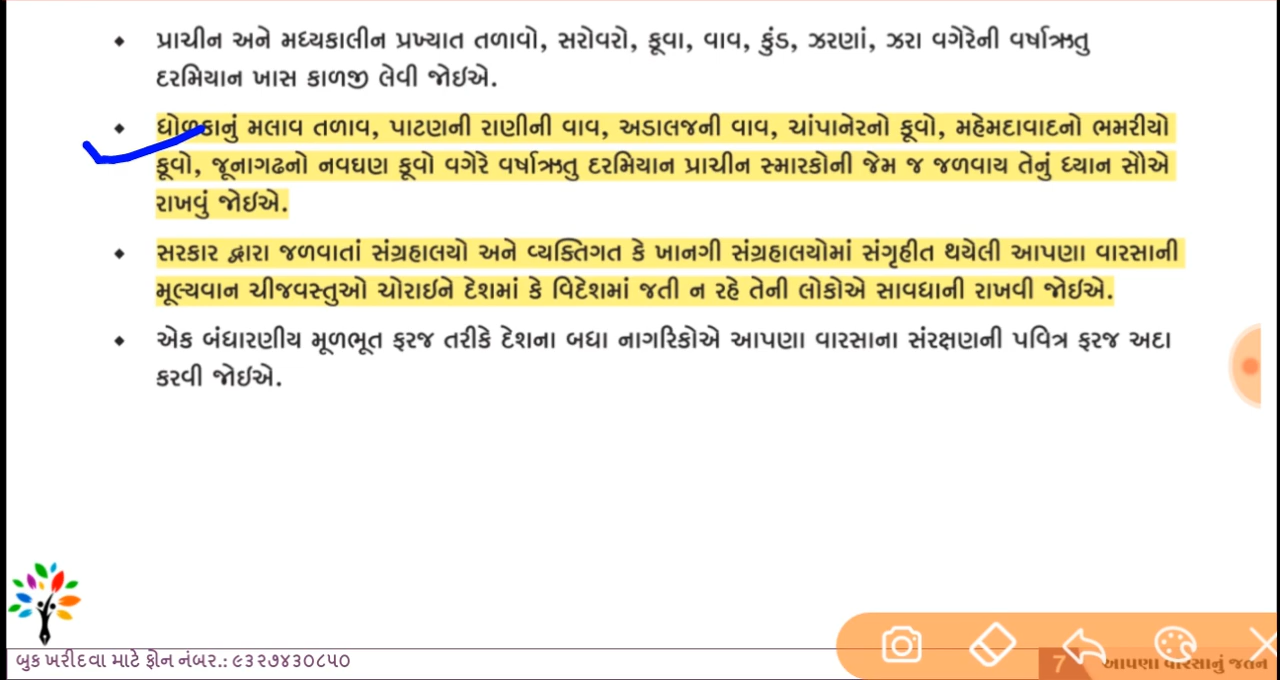 પ્રાચીન અને મધ્યકાલીન પ્રખ્યાત તળાવો, સરોવરો, કૂવા, વાવ, કુંડ, ઝરણાં, ઝરા વગેરેની વર્ષાઋતુ
દરમિયાન ખાસ કાળજી લેવી જોઈએ.
ધોળકાનું મલાવ તળાવ, પાટણની રાણીની વાવ, અડાલજની વાવ, ચાંપાનેરનો કૂવો, મહેમદાવાદનો ભમરીયો
કૂવો, જૂનાગઢનો નવઘણ કૂવો વગેરે વર્ષાઋતુ દરમિયાન પ્રાચીન સ્મારકોની જેમ જ જળવાય તેનું ધ્યાન સૌએ
રાખવું જોઈએ.
સરકાર દ્વારા જળવાતાં સંગ્રહાલયો અને વ્યક્તિગત કે ખાનગી સંગ્રહાલયોમાં સંગૃહીત થયેલી આપણા વારસાની
મૂલ્યવાન ચીજવસ્તુઓ ચોરાઇને દેશમાં કે વિદેશમાં જતી ન રહે તેની લોકોએ સાવધાની રાખવી જોઈએ.
એક બંધારણીય મૂળભૂત ફરજ તરીકે દેશના બધા નાગરિકોએ આપણા વારસાના સંરક્ષણની પવિત્ર ફરજ અદા
કરવી જોઈએ.
બુક ખરીદવા માટે ફોન નંબર.: ૯૩૨૭૪૩૦૮૫૦
7 આપણા વારસાનું જતન